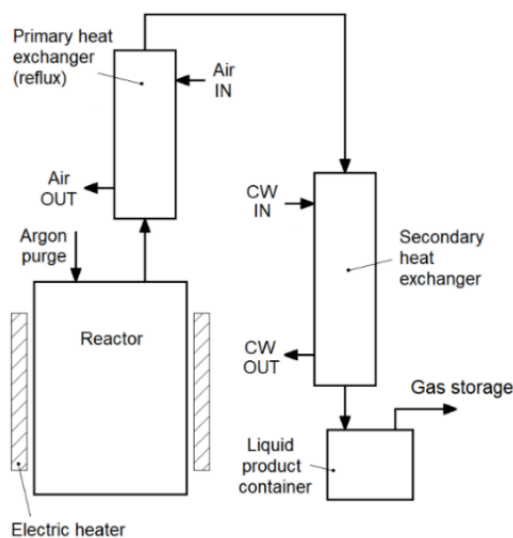 Primary heat
exchanger
(reflux)
Air
IN
Air
OUT
Argon
purge
Reactor
Electric heater
CW
IN
Secondary
heat
exchanger
CW
OUT
Gas storage
Liquid
product
container